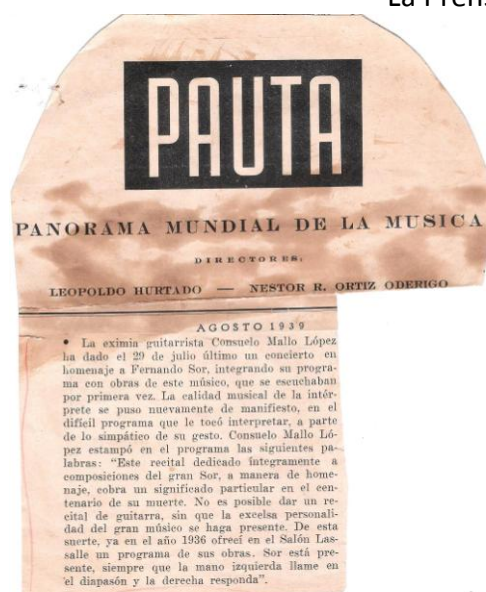 La Prens
PAUTA
PANORAMA MUNDIAL DE LA MUSICA
DIRECTORES:
LEOPOLDO HURTADO — NESTOR R. ORTIZ ODERIGO
AGOSTO 1939
• La eximia guitarrista Consuelo Mallo López
ha dado el 29 de julio último un concierto en
homenaje a Fernando Sor, integrando su progra-
ma con obras de este músico, que se escuchaban
por primera vez. La calidad musical de la intér-
prete se puso nuevamente de manifiesto, en el
difícil programa que le tocó interpretar, a parte
de lo simpático de su gesto. Consuelo Mallo Ló-
pez estampó en el programa las siguientes pa-
labras: "Este recital dedicado íntegramente a
composiciones del gran Sor, a manera de home-
naje, cobra un significado particular en el cen-
tenario de su muerte. No es posible dar un re-
cital de guitarra, sin que la excelsa personali-
dad del gran músico se haga presente. De esta
suerte, ya en el año 1936 ofrecí en el Salón Las-
salle un programa de sus obras. Sor está pre-
sente, siempre que la mano izquierda llame en
el diapasón y la derecha responda".